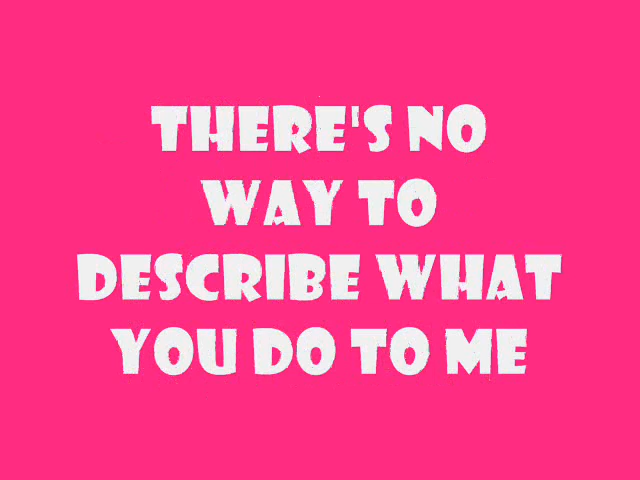 THERE'S NO
WAY TO
DESCRIBE WHAT
YOU DO TO ME